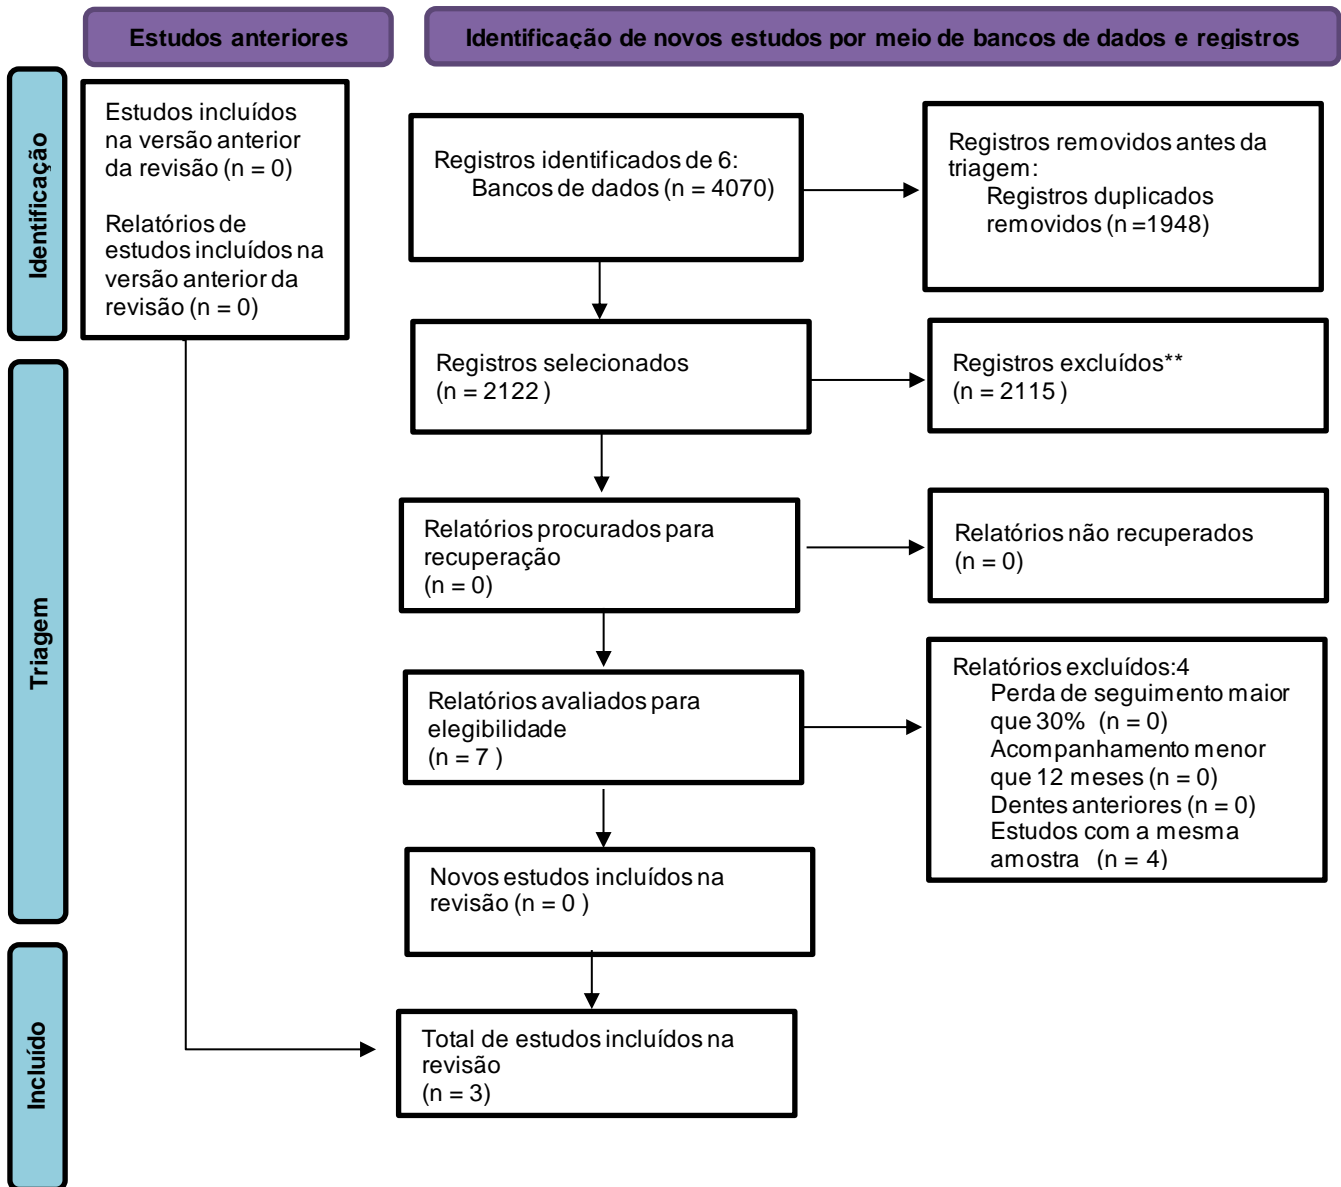 Estudos anteriores
Identificação de novos estudos por meio de bancos de dados e registros
Identificação
Estudos incluídos
na versão anterior
da revisão (n = 0)
Relatórios de
estudos incluídos na
versão anterior da
revisão (n = 0)
Registros identificados de 6:
Bancos de dados (n = 4070)
Registros removidos antes da
triagem:
Registros duplicados
removidos (n =1948)
Triagem
Registros selecionados
(n = 2122 )
Registros excluídos**
(n = 2115 )
Relatórios procurados para
recuperação
(n = 0)
Relatórios não recuperados
(n = 0)
Relatórios avaliados para
elegibilidade
(n = 7 )
Relatórios excluídos:4
Perda de seguimento maior
que 30%  (n = 0)
Acompanhamento menor
que 12 meses (n = 0)
Dentes anteriores (n = 0)
Estudos com a mesma
amostra  (n = 4)
Novos estudos incluídos na
revisão (n = 0 )
Incluído
Total de estudos incluídos na
revisão
(n = 3)